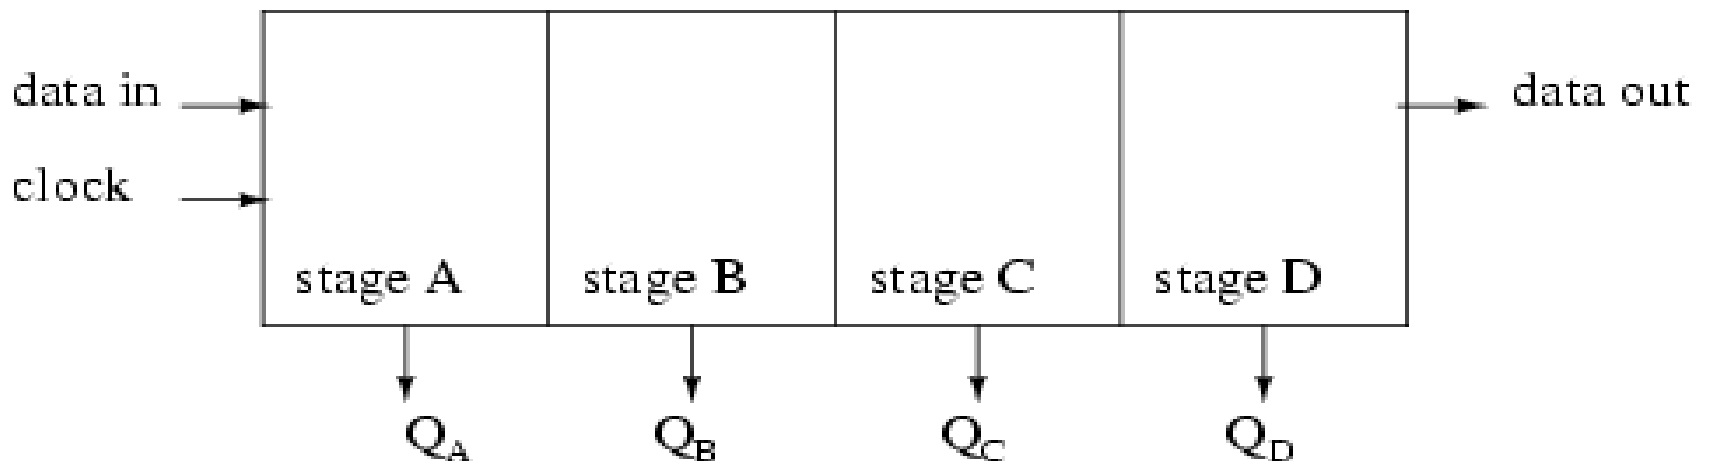 data in
data out
clock
stage A
stage B
stage C
stage D
QA
QB
QC
QD